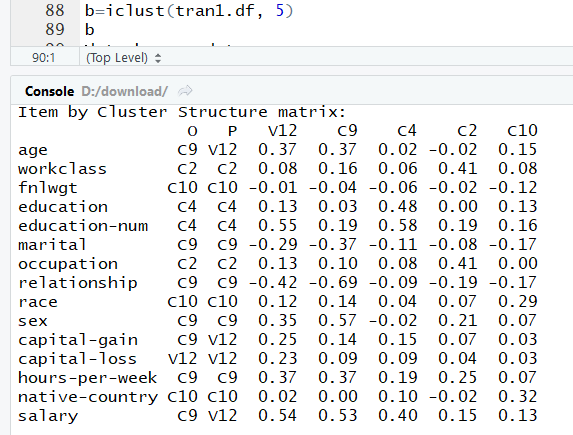 88 b=iclust(tran1.df, 5)
89 b
90:1 (Top Level)
Console D:/download/
Item by Cluster Structure matrix:
O P V12 C9 C4 C2 C10
age C9 V12 0.37 0.37 0.02 -0.02 0.15
workclass C2 C2 0.08 0.16 0.06 0.41 0.08
fnlwgt C10 C10 -0.01 -0.04 -0.06 -0.02 -0.12
education C4 C4 0.13 0.03 0.48 0.00 0.13
education-num C4 C4 0.55 0.19 0.58 0.19 0.16
marital C9 C9 -0.29 -0.37 -0.11 -0.08 -0.17
occupation C2 C2 0.13 0.10 0.08 0.41 0.00
relationship C9 C9 -0.42 -0.69 -0.09 -0.19 -0.17
race C10 C10 0.12 0.14 0.04 0.07 0.29
sex C9 C9 0.35 0.57 -0.02 0.21 0.07
capital-gain C9 V12 0.25 0.14 0.15 0.07 0.03
capital-loss V12 V12 0.23 0.09 0.09 0.04 0.03
hours-per-week C9 C9 0.37 0.37 0.19 0.25 0.07
native-country C10 C10 0.02 0.00 0.10 -0.02 0.32
salary C9 V12 0.54 0.53 0.40 0.15 0.13